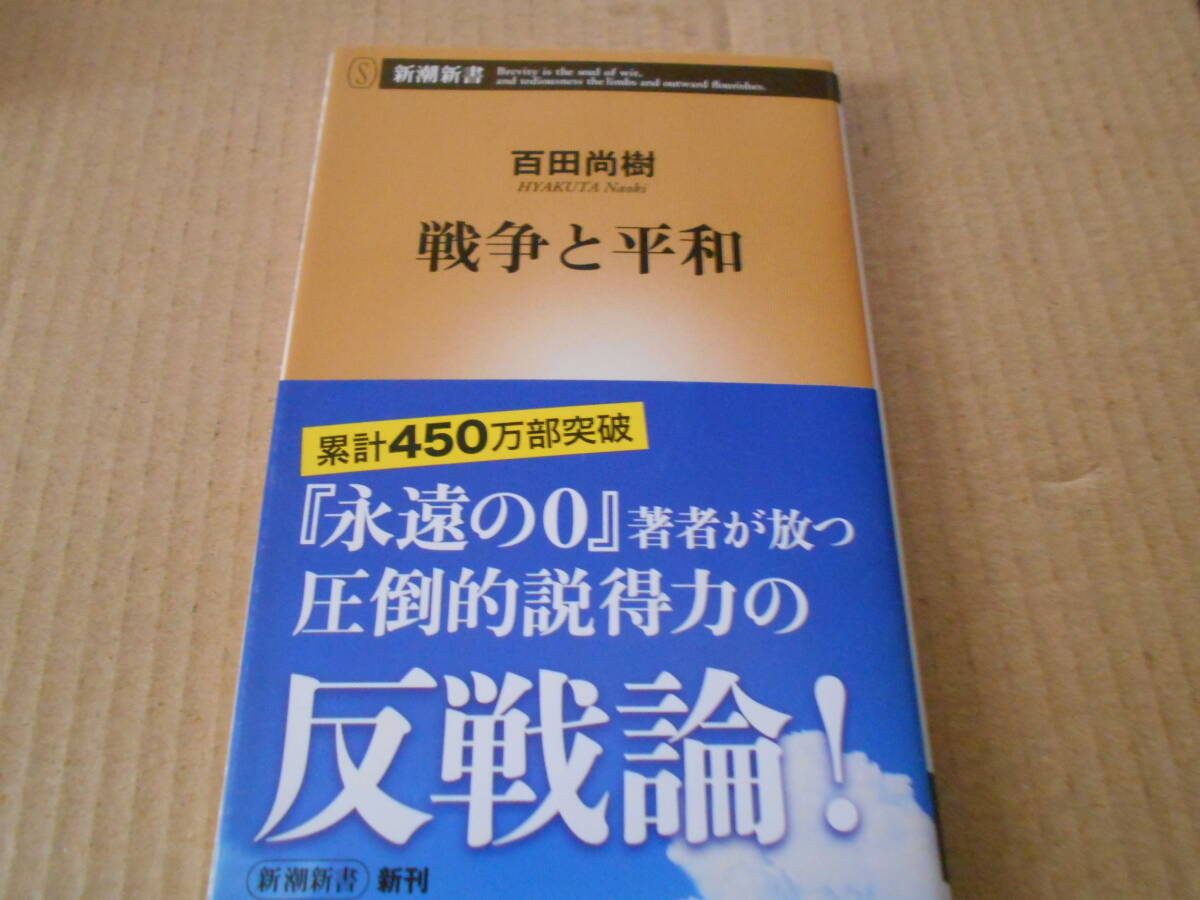 S 新潮新書
Brevity is the soul of wit,
and tediousness the limbs and outward flourishes.
百田尚樹
HYAKUTA Naoki
戦争と平和
累計450万部突破
『永遠の0』著者が放つ
圧倒的説得力の
反戦論!
新潮新書 新刊